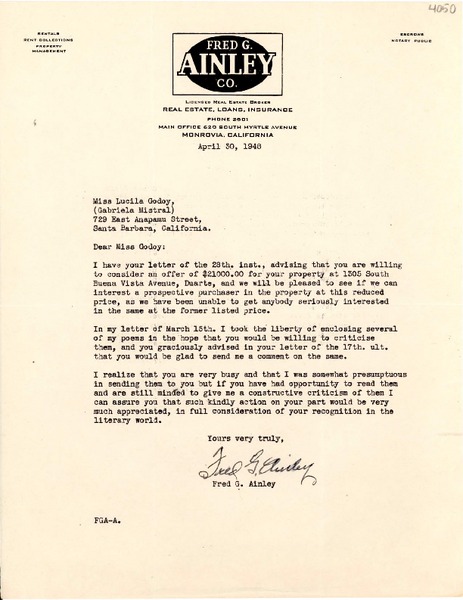 4050
RENTALS
RENT COLLECTIONS
PROPERTY
MANAGEMENT
ESCROWS
NOTARY PUBLIC
FRED G.
AINLEY
CO.
LICENSED REAL ESTATE BROKER
REAL ESTATE, LOANS, INSURANCE
PHONE 2601
MAIN OFFICE 620 SOUTH MYRTLE AVENUE
MONROVIA, CALIFORNIA
April 30, 1948
Miss Lucila Godoy,
(Gabriela Mistral)
729 East Anapamu Street,
Santa Barbara, California.
Dear Miss Godoy:
I have your letter of the 28th. inst., advising that you are willing
to consider an offer of $21000.00 for your property at 1305 South
Buena Vista Avenue, Duarte, and we will be pleased to see if we can
interest a prospective purchaser in the property at this reduced
price, as we have been unable to get anybody seriously interested
in the same at the former listed price.
In my letter of March 15th. I took the liberty of enclosing several
of my poems in the hope that you would be willing to criticise
them, and you graciously advised in your letter of the 17th. ult.
that you would be glad to send me a comment on the same.
I realize that you are very busy and that I was somewhat presumptuous
in sending them to you but if you have had opportunity to read them
and are still minded to give me a constructive criticism of them I
can assure you that such kindly action on your part would be very
much appreciated, in full consideration of your recognition in the
literary world.
Yours very truly,
Fred G. Ainley
Fred G. Ainley
FGA-A.